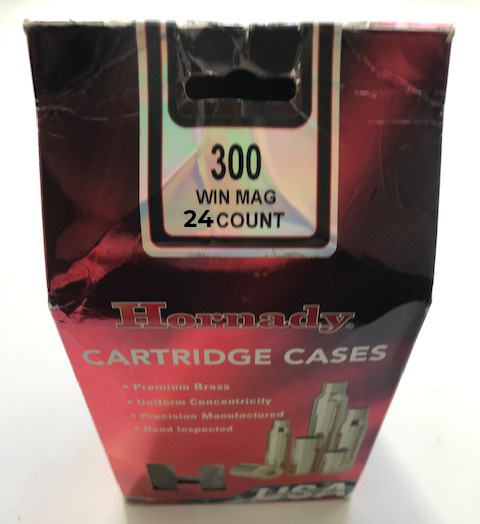 300
WIN MAG
24 COUNT
Hornady
CARTRIDGE CASES
• Premium Brass
• Uniform Concentricity
• Precision Manufactured
• Hand Inspected
USA